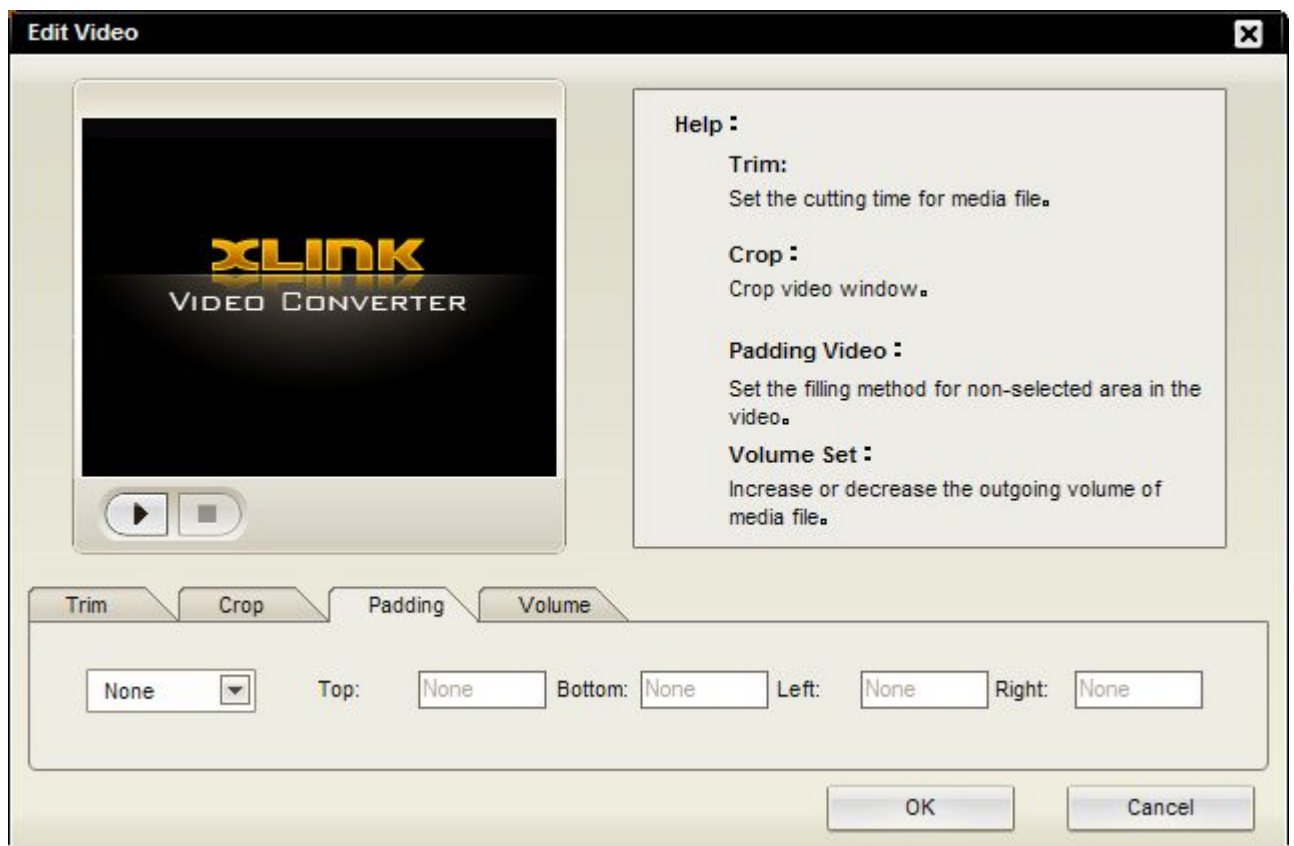 Edit Video
XLINK
VIDEO CONVERTER
Help：
Trim:
Set the cutting time for media file。
Crop：
Crop video window。
Padding Video：
Set the filling method for non-selected area in the
video。
Volume Set：
Increase or decrease the outgoing volume of
media file。
Trim Crop Padding Volume
None Top: None Bottom: None Left: None Right: None
OK Cancel